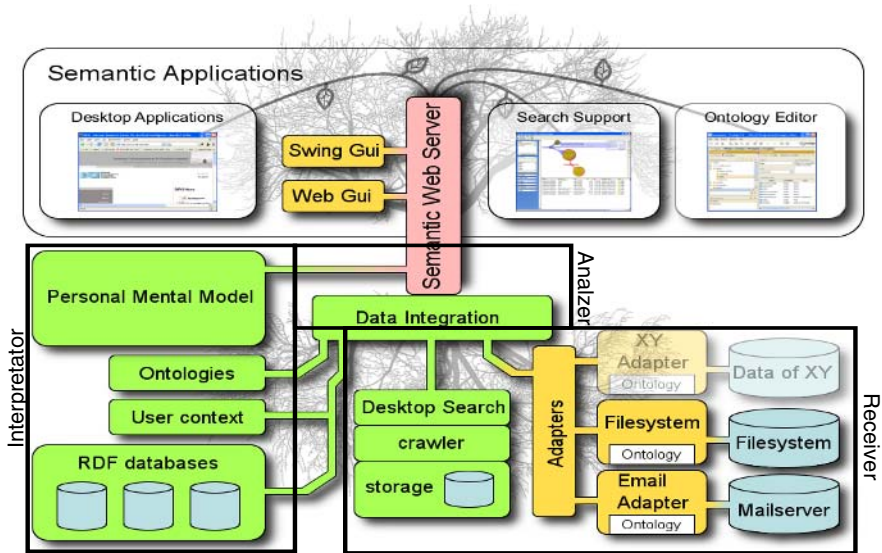 Semantic Applications
Desktop Applications
Swing Gui
Web Gui
Semantic Web Server
Search Support
Ontology Editor
Interpretator
Personal Mental Model
Analzer
Data Integration
Ontologies
User context
RDF databases
Desktop Search
crawler
storage
Adapters
XY
Adapter
Ontology
Data of XY
Filesystem
Ontology
Filesystem
Email
Adapter
Ontology
Mailserver
Receiver